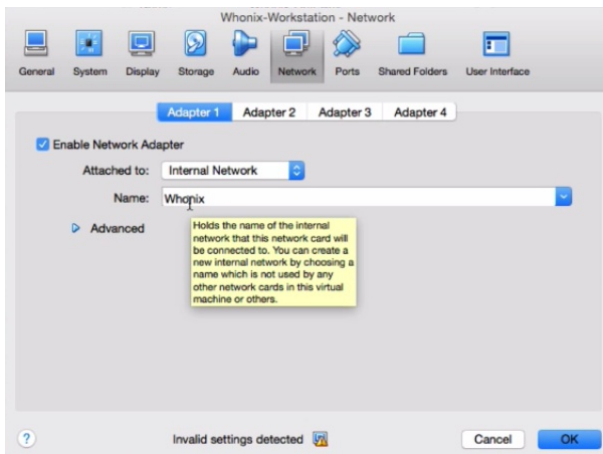 Whonix-Workstation - Network
General System Display Storage Audio Network Ports Shared Folders User Interface
Adapter 1 Adapter 2 Adapter 3 Adapter 4
Enable Network Adapter
Attached to: Internal Network
Name: Whonix
Advanced
Holds the name of the internal
network that this network card will
be connected to. You can create a
new internal network by choosing a
name which is not used by any
other network cards in this virtual
machine or others.
? Invalid settings detected Cancel OK